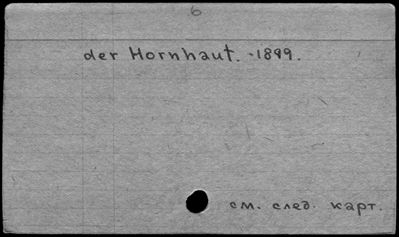 6
der Hornhaut. -1899.
см. след. карт.